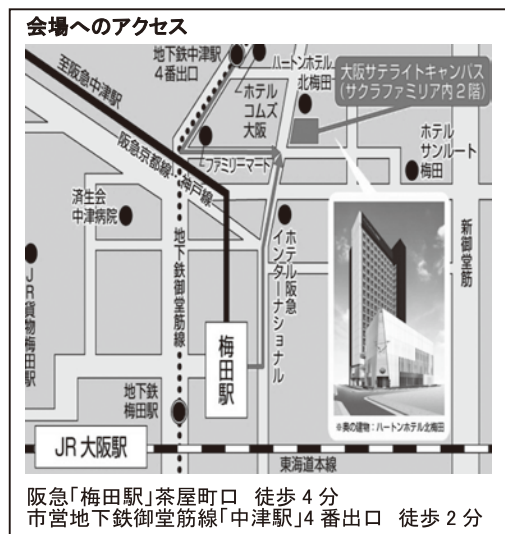 会場へのアクセス
地下鉄中津駅
4番出口
ハートンホテル
北梅田
大阪サテライトキャンパス
(サクラファミリア内2階)
至阪急中津駅
ホテル
コムズ
大阪
ホテル
サンルート
梅田
阪急京都線・神戸線
ファミリーマート
済生会
中津病院
地下鉄御堂筋線
ホテル阪急
インターナショナル
新御堂筋
JR貨物梅田駅
梅田駅
地下鉄
梅田駅
※奥の建物:ハートンホテル北梅田
JR 大阪駅
東海道本線
阪急「梅田駅」茶屋町口 徒歩4分
市営地下鉄御堂筋線「中津駅」4番出口 徒歩2分